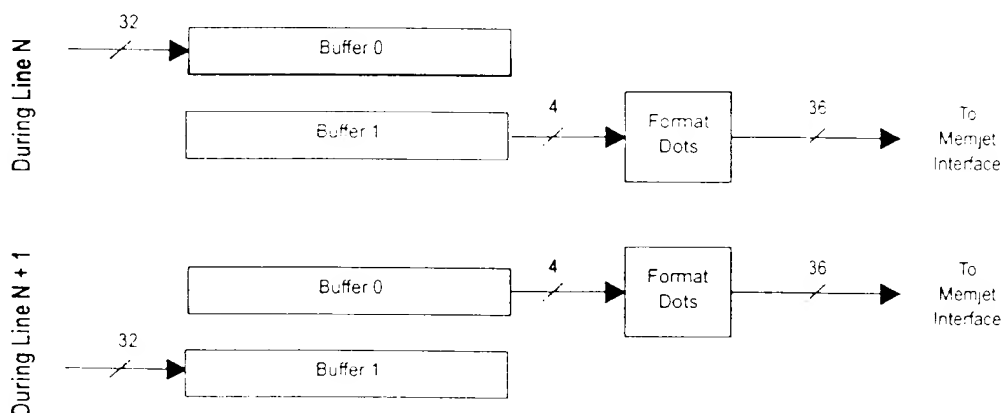 During Line N
32
Buffer 0
Buffer 1
4
Format
Dots
36
To
Memjet
Interface
During Line N + 1
Buffer 0
4
Format
Dots
36
To
Memjet
Interface
32
Buffer 1